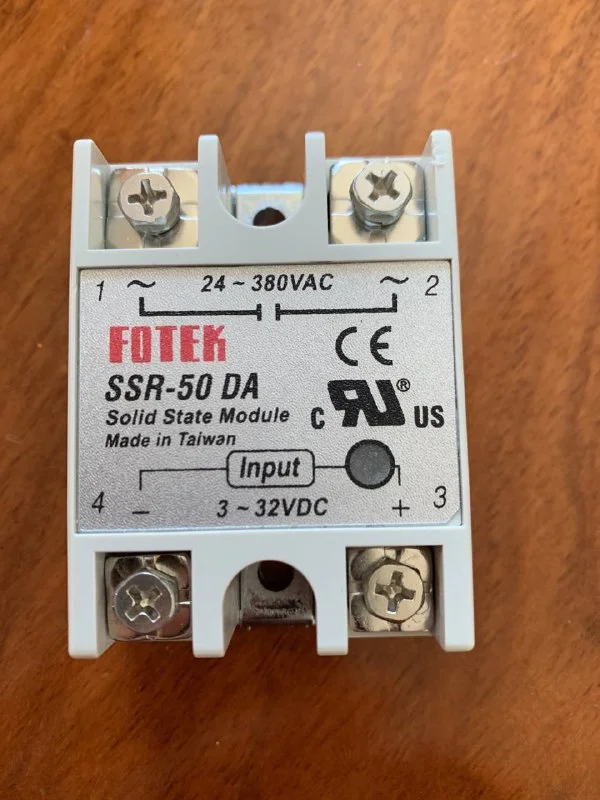 1 ~ 24 ~ 380VAC ~ 2
FOTEK
CE
SSR-50 DA
Solid State Module
Made in Taiwan
C RU® US
Input
4 − 3 ~ 32VDC + 3